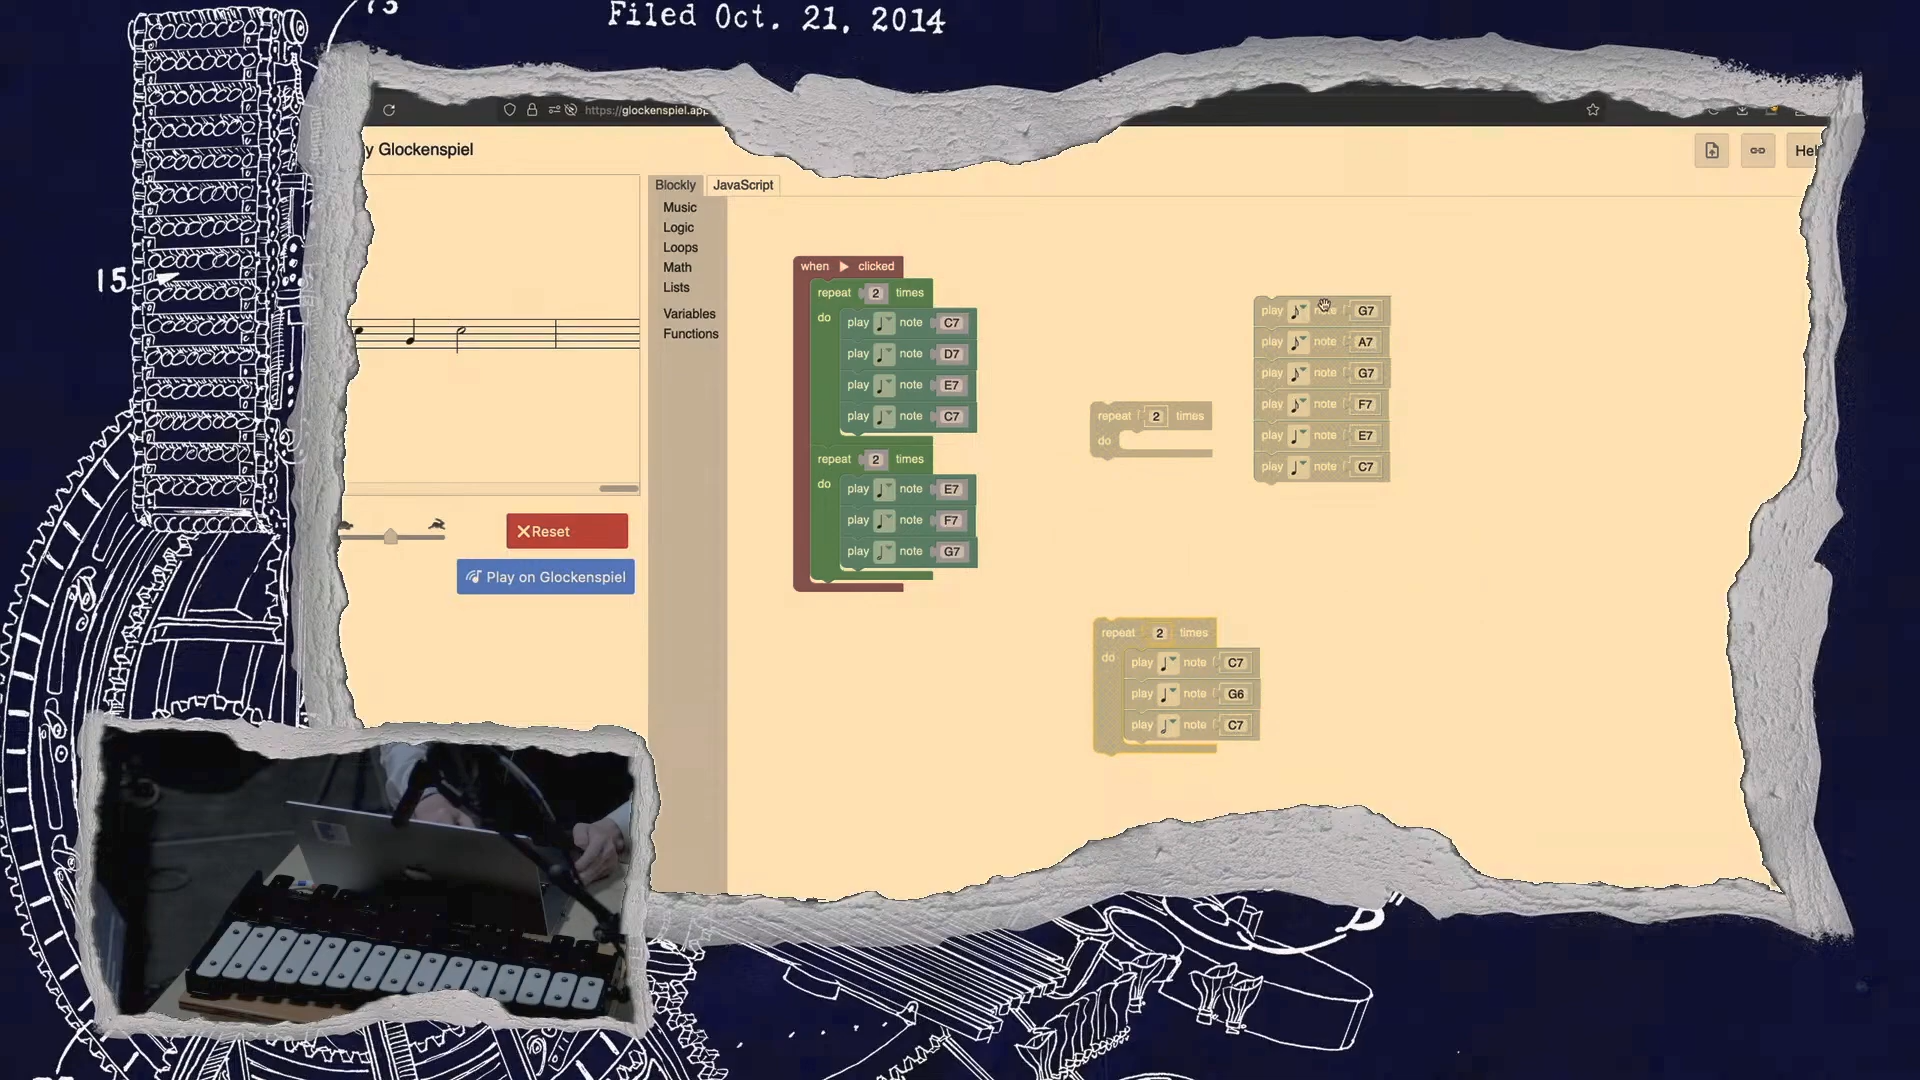 Filed Oct. 21, 2014
15
https://glockenspiel.app
y Glockenspiel
Hel
Blockly
JavaScript
Music
Logic
Loops
Math
Lists
Variables
Functions
Reset
Play on Glockenspiel
when clicked
repeat 2 times
do
play note C7
play note D7
play note E7
play note C7
repeat 2 times
do
play note E7
play note F7
play note G7
repeat 2 times
do
play note G7
play note A7
play note G7
play note F7
play note E7
play note C7
repeat 2 times
do
play note C7
play note G6
play note C7